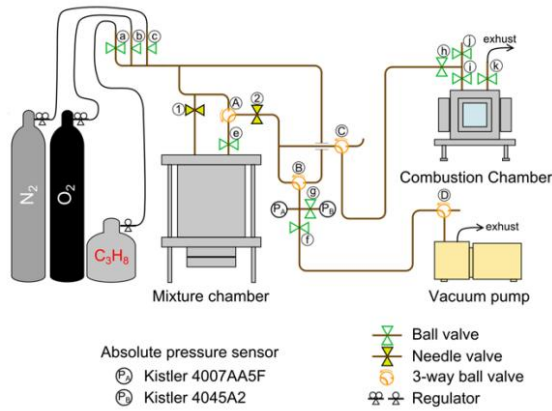 a b c
j
exhust
h
i k
1 A 2
e
C
B
g
PA PB
f
D
N2
O2
C3H8
Combustion Chamber
exhust
Mixture chamber
Vacuum pump
Absolute pressure sensor
PA Kistler 4007AA5F
PB Kistler 4045A2
Ball valve
Needle valve
3-way ball valve
Regulator